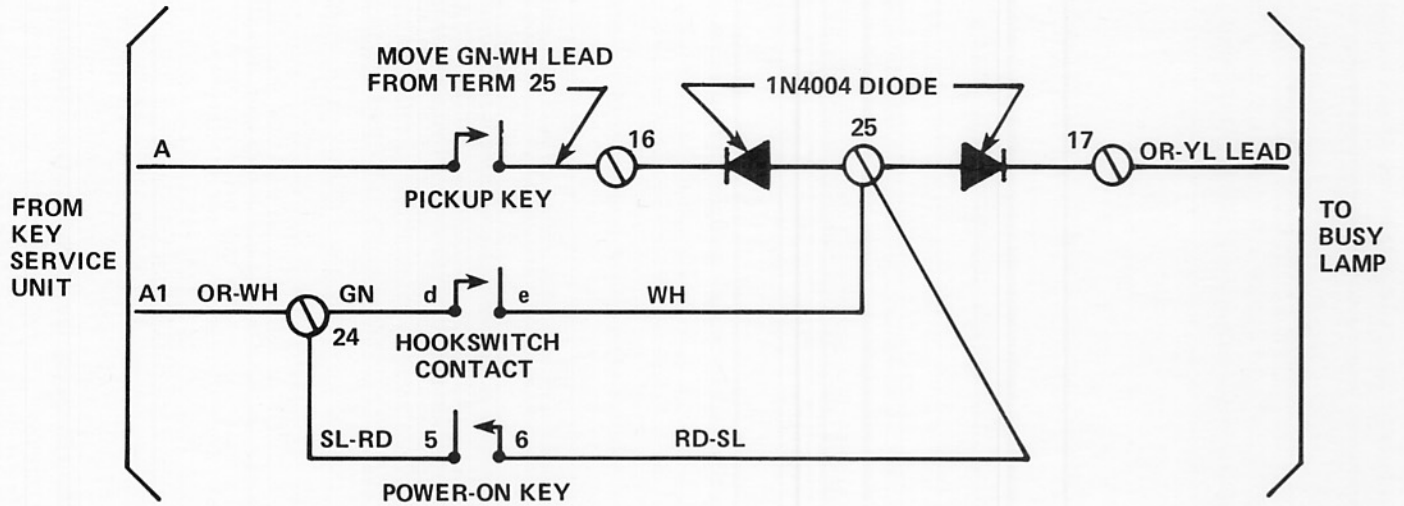 MOVE GN-WH LEAD
FROM TERM 25
1N4004 DIODE
A
16
25
17
OR-YL LEAD
PICKUP KEY
FROM
KEY
SERVICE
UNIT
TO
BUSY
LAMP
A1
OR-WH
GN
d
e
WH
24
HOOKSWITCH
CONTACT
SL-RD
5
6
RD-SL
POWER-ON KEY